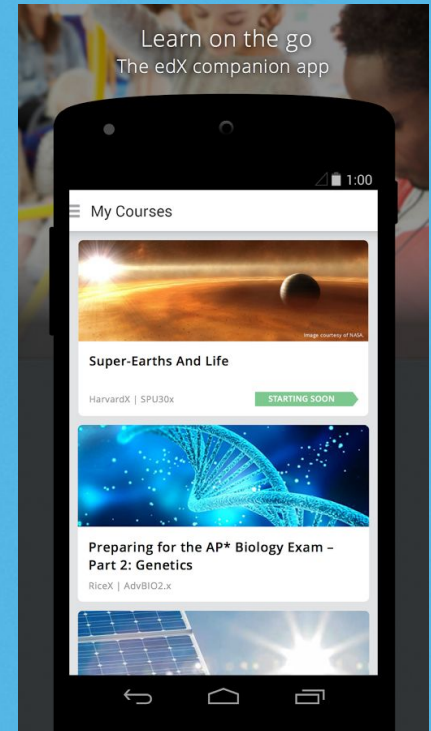 Learn on the go
The edX companion app
1:00
My Courses
Image courtesy of NASA.
Super-Earths And Life
HarvardX | SPU30x
STARTING SOON
Preparing for the AP* Biology Exam –
Part 2: Genetics
RiceX | AdvBIO2.x